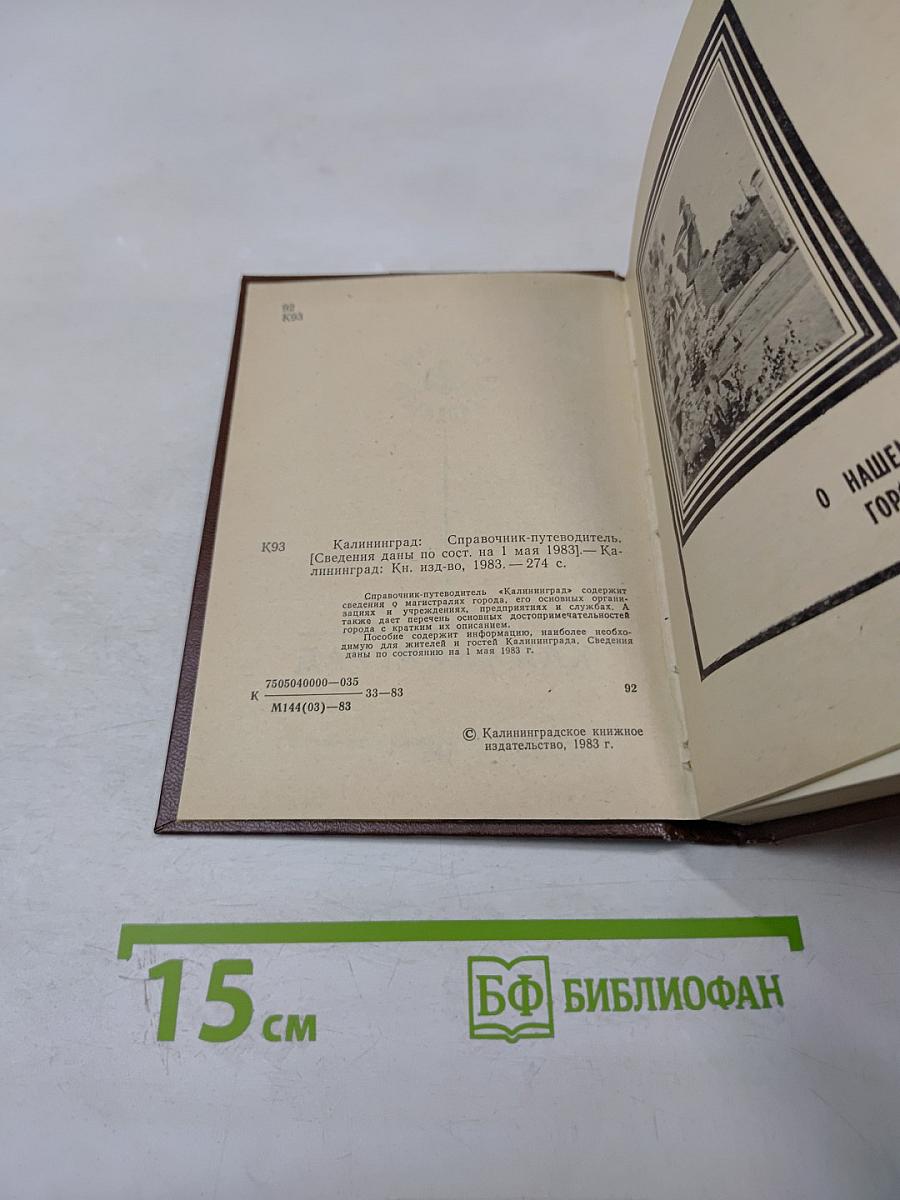 92
К93
К93 Калининград: Справочник-путеводитель.
[Сведения даны по сост. на 1 мая 1983].— Ка-
лининград: Кн. изд-во, 1983. — 274 с.
Справочник-путеводитель «Калининград» содержит
сведения о магистралях города, его основных органи-
зациях и учреждениях, предприятиях и службах. А
также дает перечень основных достопримечательностей
города с кратким их описанием.
Пособие содержит информацию, наиболее необхо-
димую для жителей и гостей Калининграда. Сведения
даны по состоянию на 1 мая 1983 г.
7505040000—035
К 33—83 92
М144(03)—83
© Калининградское книжное
издательство, 1983 г.
О НАШЕ
ГОР
15 см
БФ БИБЛИОФАН